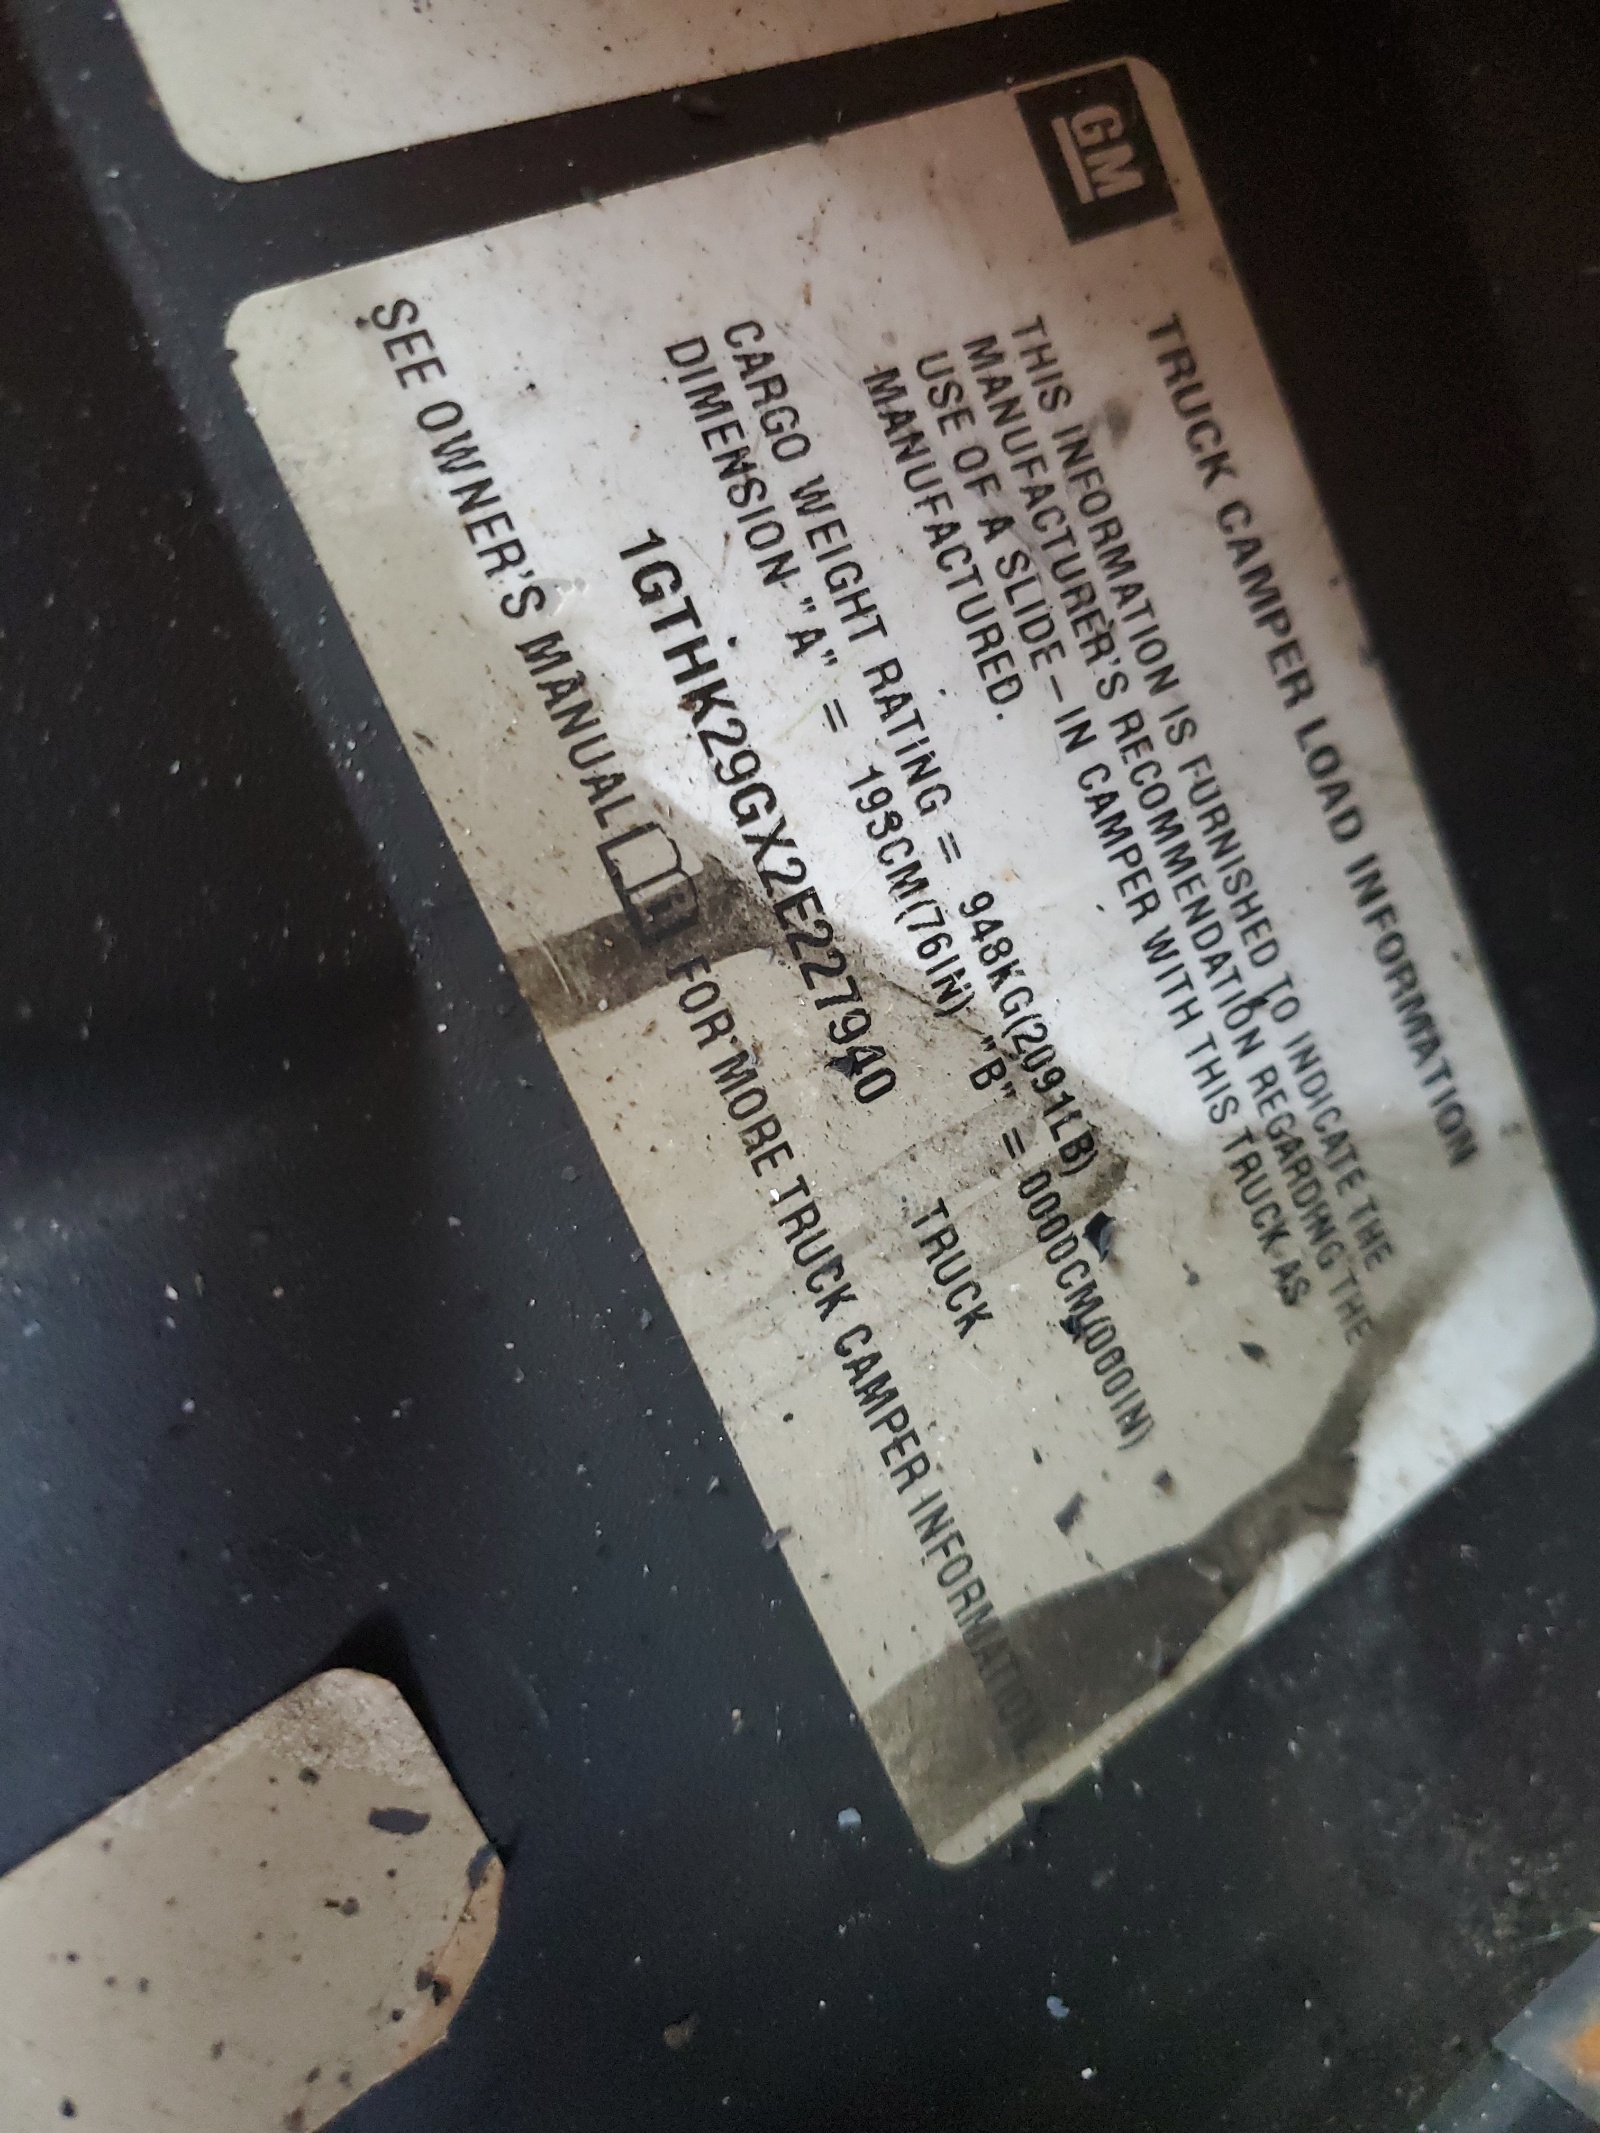 GM
TRUCK CAMPER LOAD INFORMATION
THIS INFORMATION IS FURNISHED TO INDICATE THE
MANUFACTURER'S RECOMMENDATION REGARDING THE
USE OF A SLIDE-IN CAMPER WITH THIS TRUCK AS
MANUFACTURED.
CARGO WEIGHT RATING = 948KG(2091LB)
DIMENSION "A" = 193CM(76IN) "B" = 0000CM(000IN)
1GTHK29GX2E227940 TRUCK
SEE OWNER'S MANUAL FOR MORE TRUCK CAMPER INFORMATION.